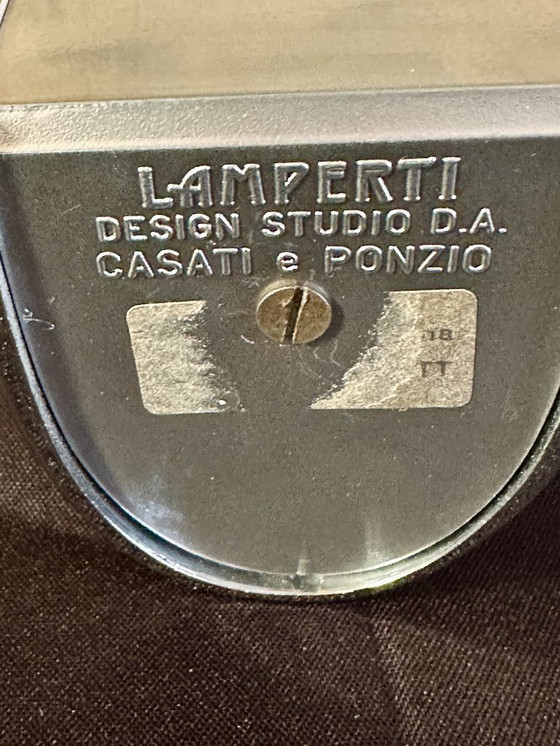 LAMPERTI
DESIGN STUDIO D.A.
CASATI e PONZIO
18
TT